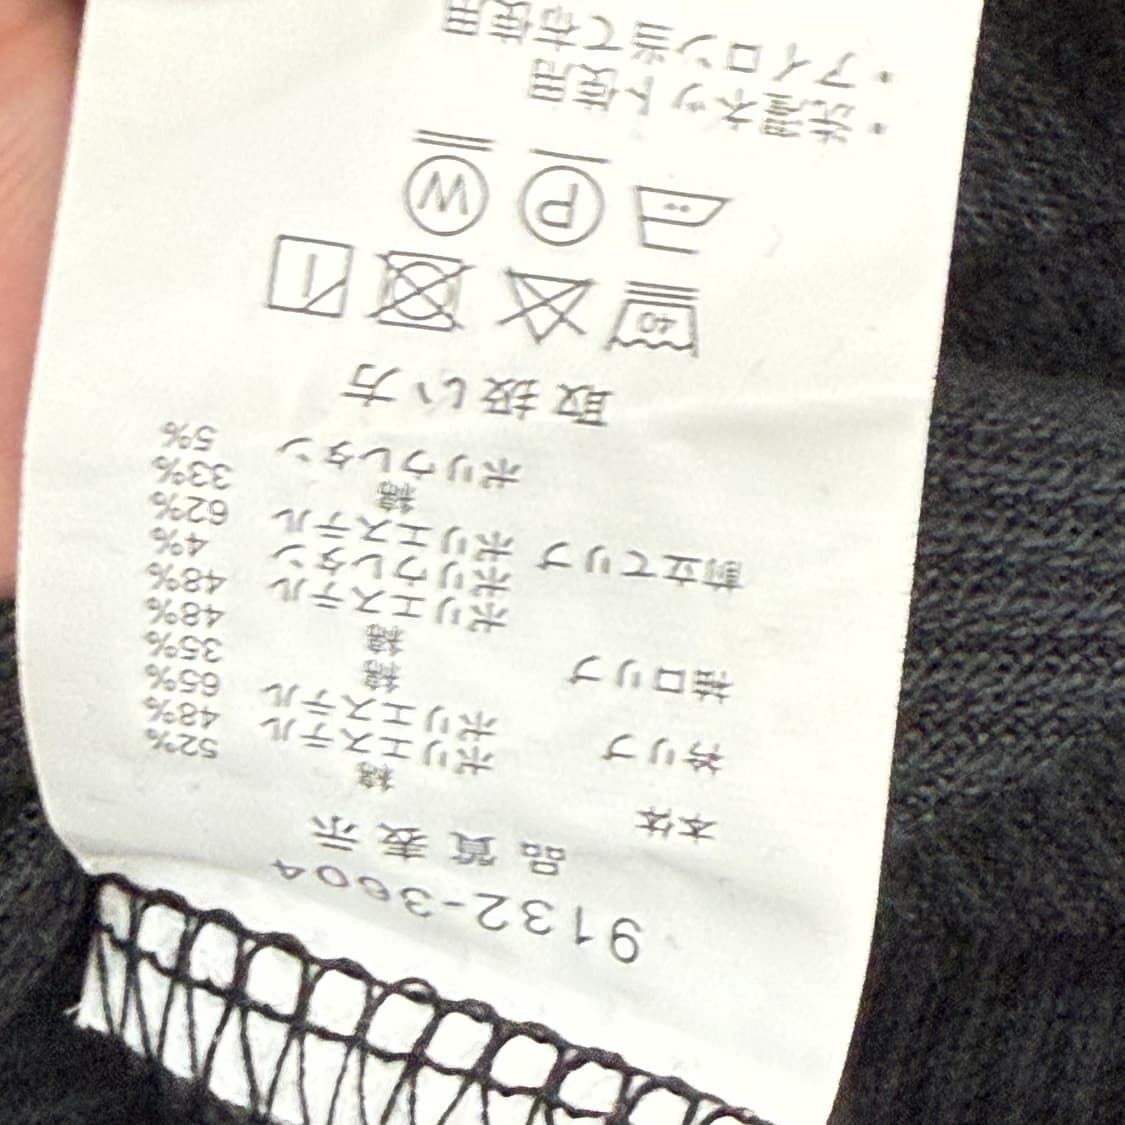 9132-3604
品質表示
本体 綿 52%
ポリエステル 48%
衿リブ ポリエステル 65%
綿 35%
袖口リブ 綿 48%
ポリエステル 48%
ポリウレタン 4%
前立てリブ ポリエステル 62%
綿 33%
ポリウレタン 5%
取扱い方
40
P W
・洗濯ネット使用
・アイロン当て布使用